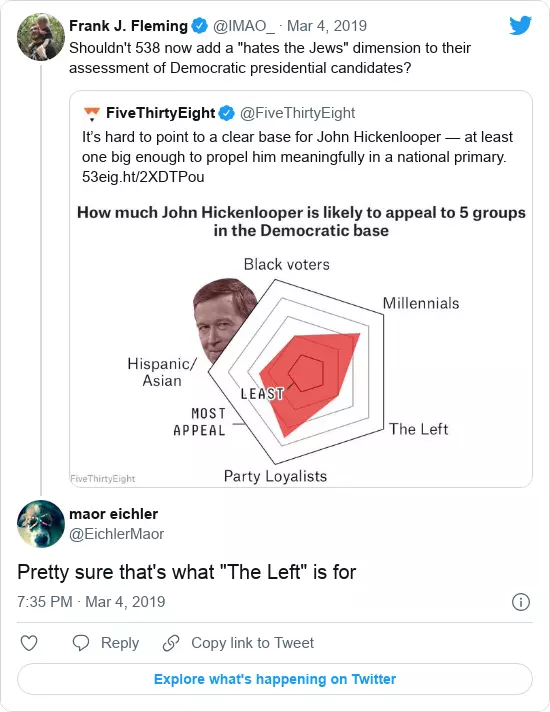 Frank J. Fleming @IMAO_ · Mar 4, 2019
Shouldn't 538 now add a "hates the Jews" dimension to their
assessment of Democratic presidential candidates?
FiveThirtyEight @FiveThirtyEight
It's hard to point to a clear base for John Hickenlooper — at least
one big enough to propel him meaningfully in a national primary.
53eig.ht/2XDTPou
How much John Hickenlooper is likely to appeal to 5 groups
in the Democratic base
Black voters
Millennials
Hispanic/
Asian
LEAST
MOST
APPEAL
The Left
Party Loyalists
FiveThirtyEight
maor eichler
@EichlerMaor
Pretty sure that's what "The Left" is for
7:35 PM · Mar 4, 2019
Reply
Copy link to Tweet
Explore what's happening on Twitter